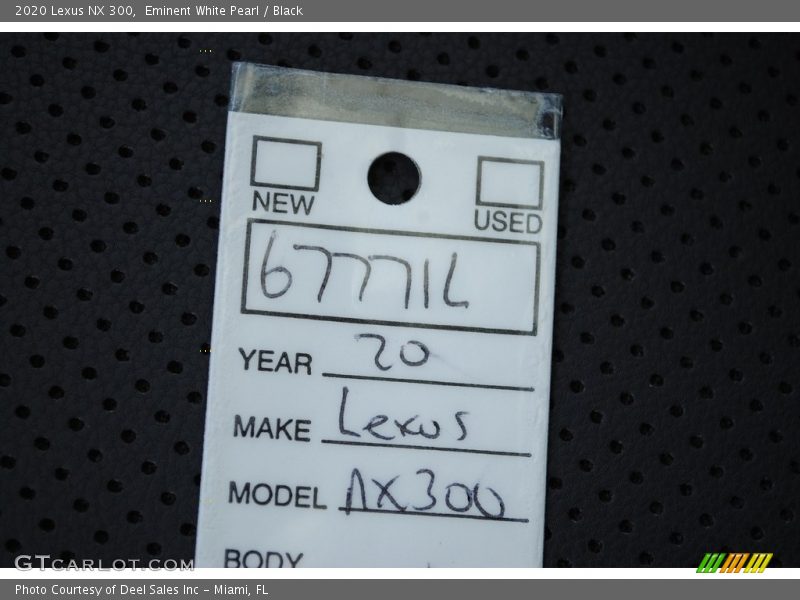 2020 Lexus NX 300, Eminent White Pearl / Black
NEW
USED
67771L
YEAR 20
MAKE Lexus
MODEL NX300
BODY
GTCARLOT.COM
Photo Courtesy of Deel Sales Inc - Miami, FL